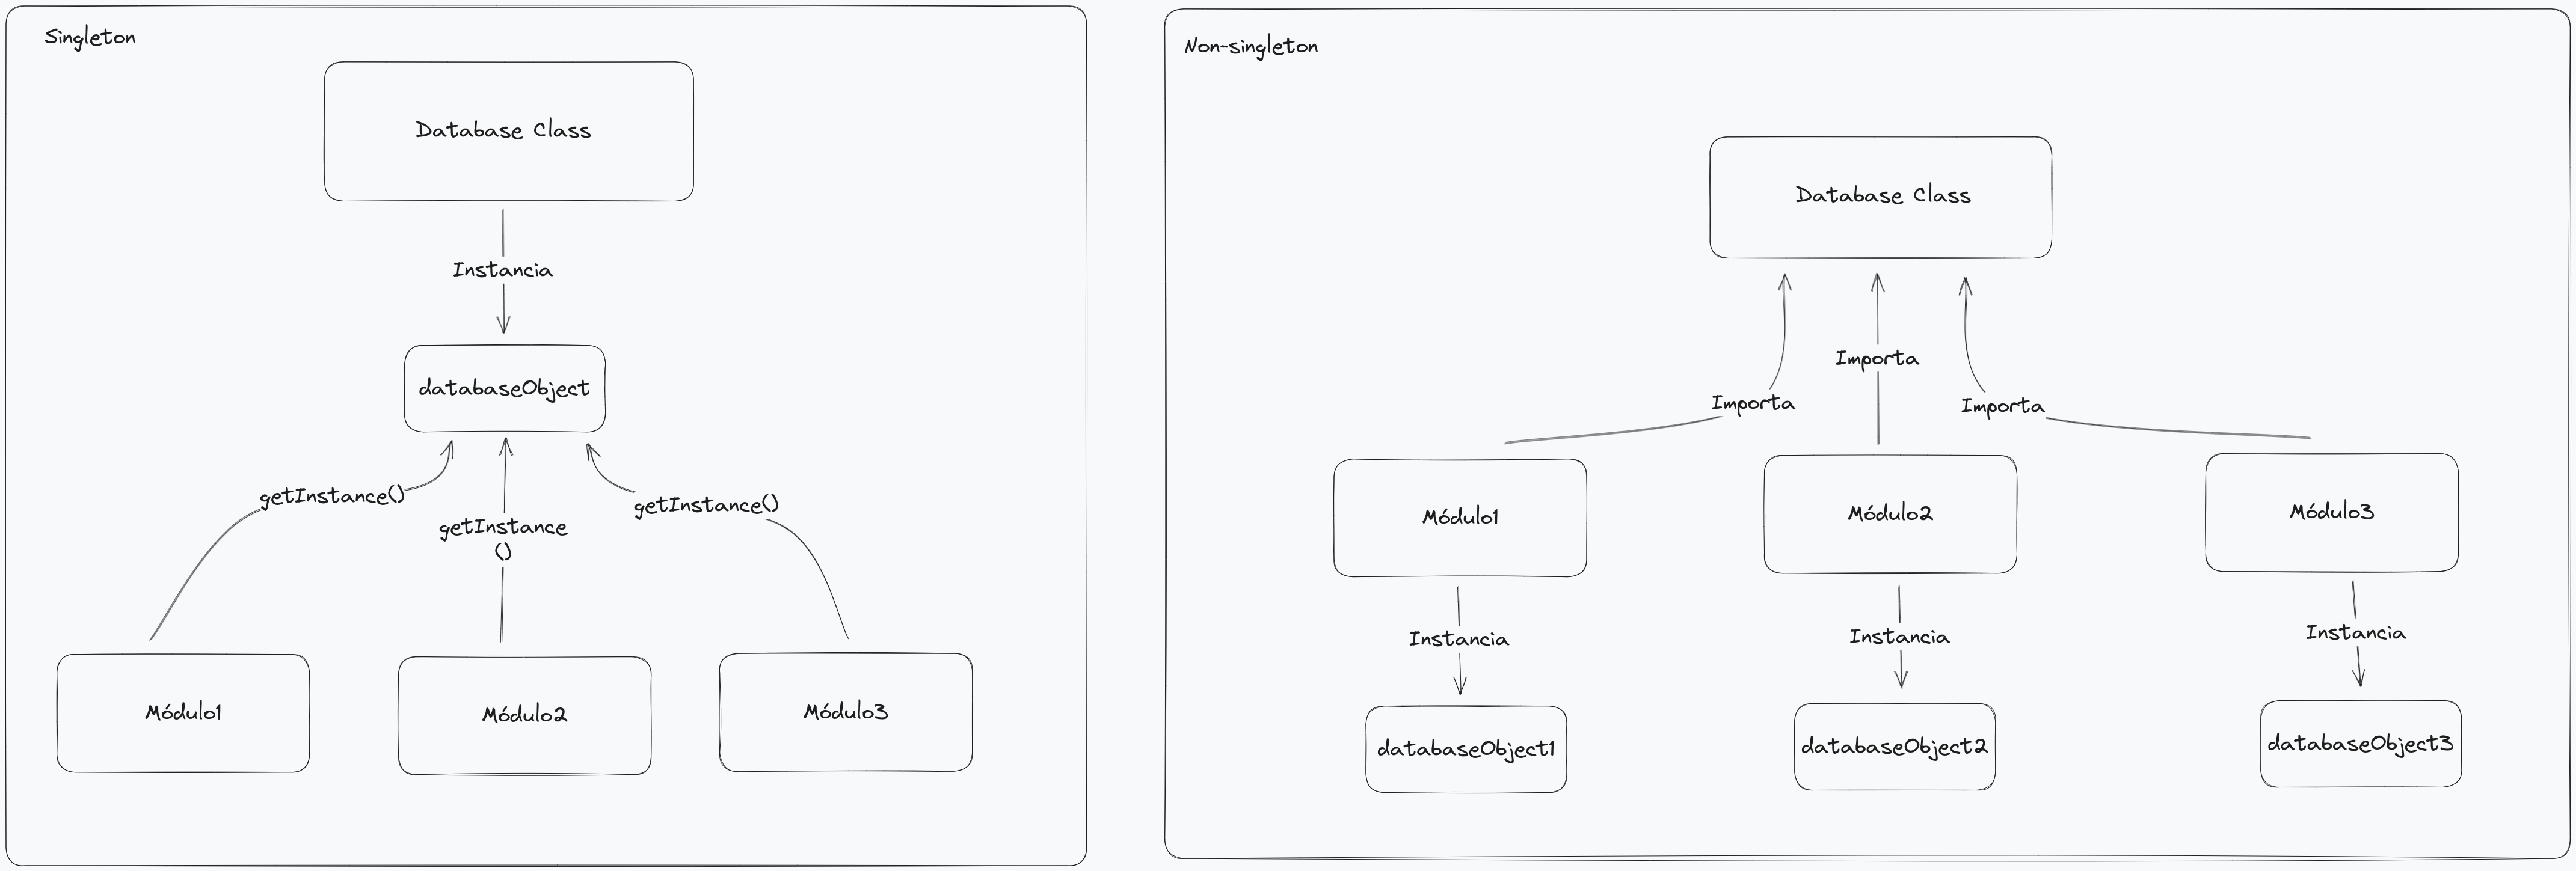 Singleton
Database Class
Instancia
databaseObject
getInstance()
getInstance
()
getInstance()
Módulo1
Módulo2
Módulo3
Non-singleton
Database Class
Importa
Importa
Importa
Módulo1
Módulo2
Módulo3
Instancia
Instancia
Instancia
databaseObject1
databaseObject2
databaseObject3